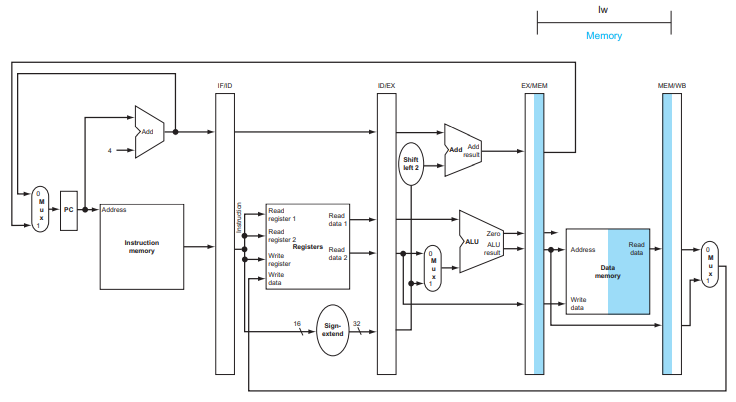 lw
Memory
IF/ID
ID/EX
EX/MEM
MEM/WB
Add
4
0
M
u
x
1
PC
Address
Instruction
memory
Instruction
Read
register 1
Read
register 2
Write
register
Write
data
Registers
Read
data 1
Read
data 2
16
Sign-
extend
32
Shift
left 2
Add
Add
result
0
M
u
x
1
ALU
Zero
ALU
result
Address
Read
data
Data
memory
Write
data
0
M
u
x
1